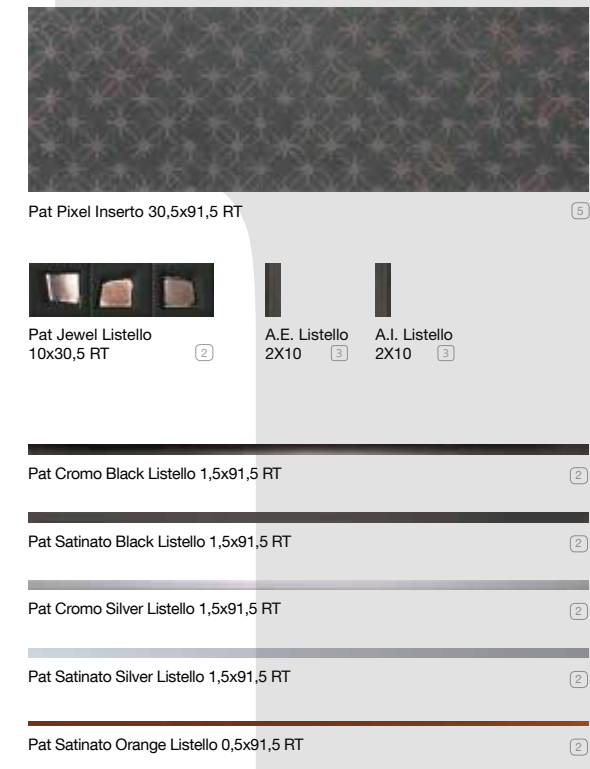 Pat Pixel Inserto 30,5x91,5 RT 5
Pat Jewel Listello
10x30,5 RT 2
A.E. Listello
2X10 3
A.I. Listello
2X10 3
Pat Cromo Black Listello 1,5x91,5 RT 2
Pat Satinato Black Listello 1,5x91,5 RT 2
Pat Cromo Silver Listello 1,5x91,5 RT 2
Pat Satinato Silver Listello 1,5x91,5 RT 2
Pat Satinato Orange Listello 0,5x91,5 RT 2